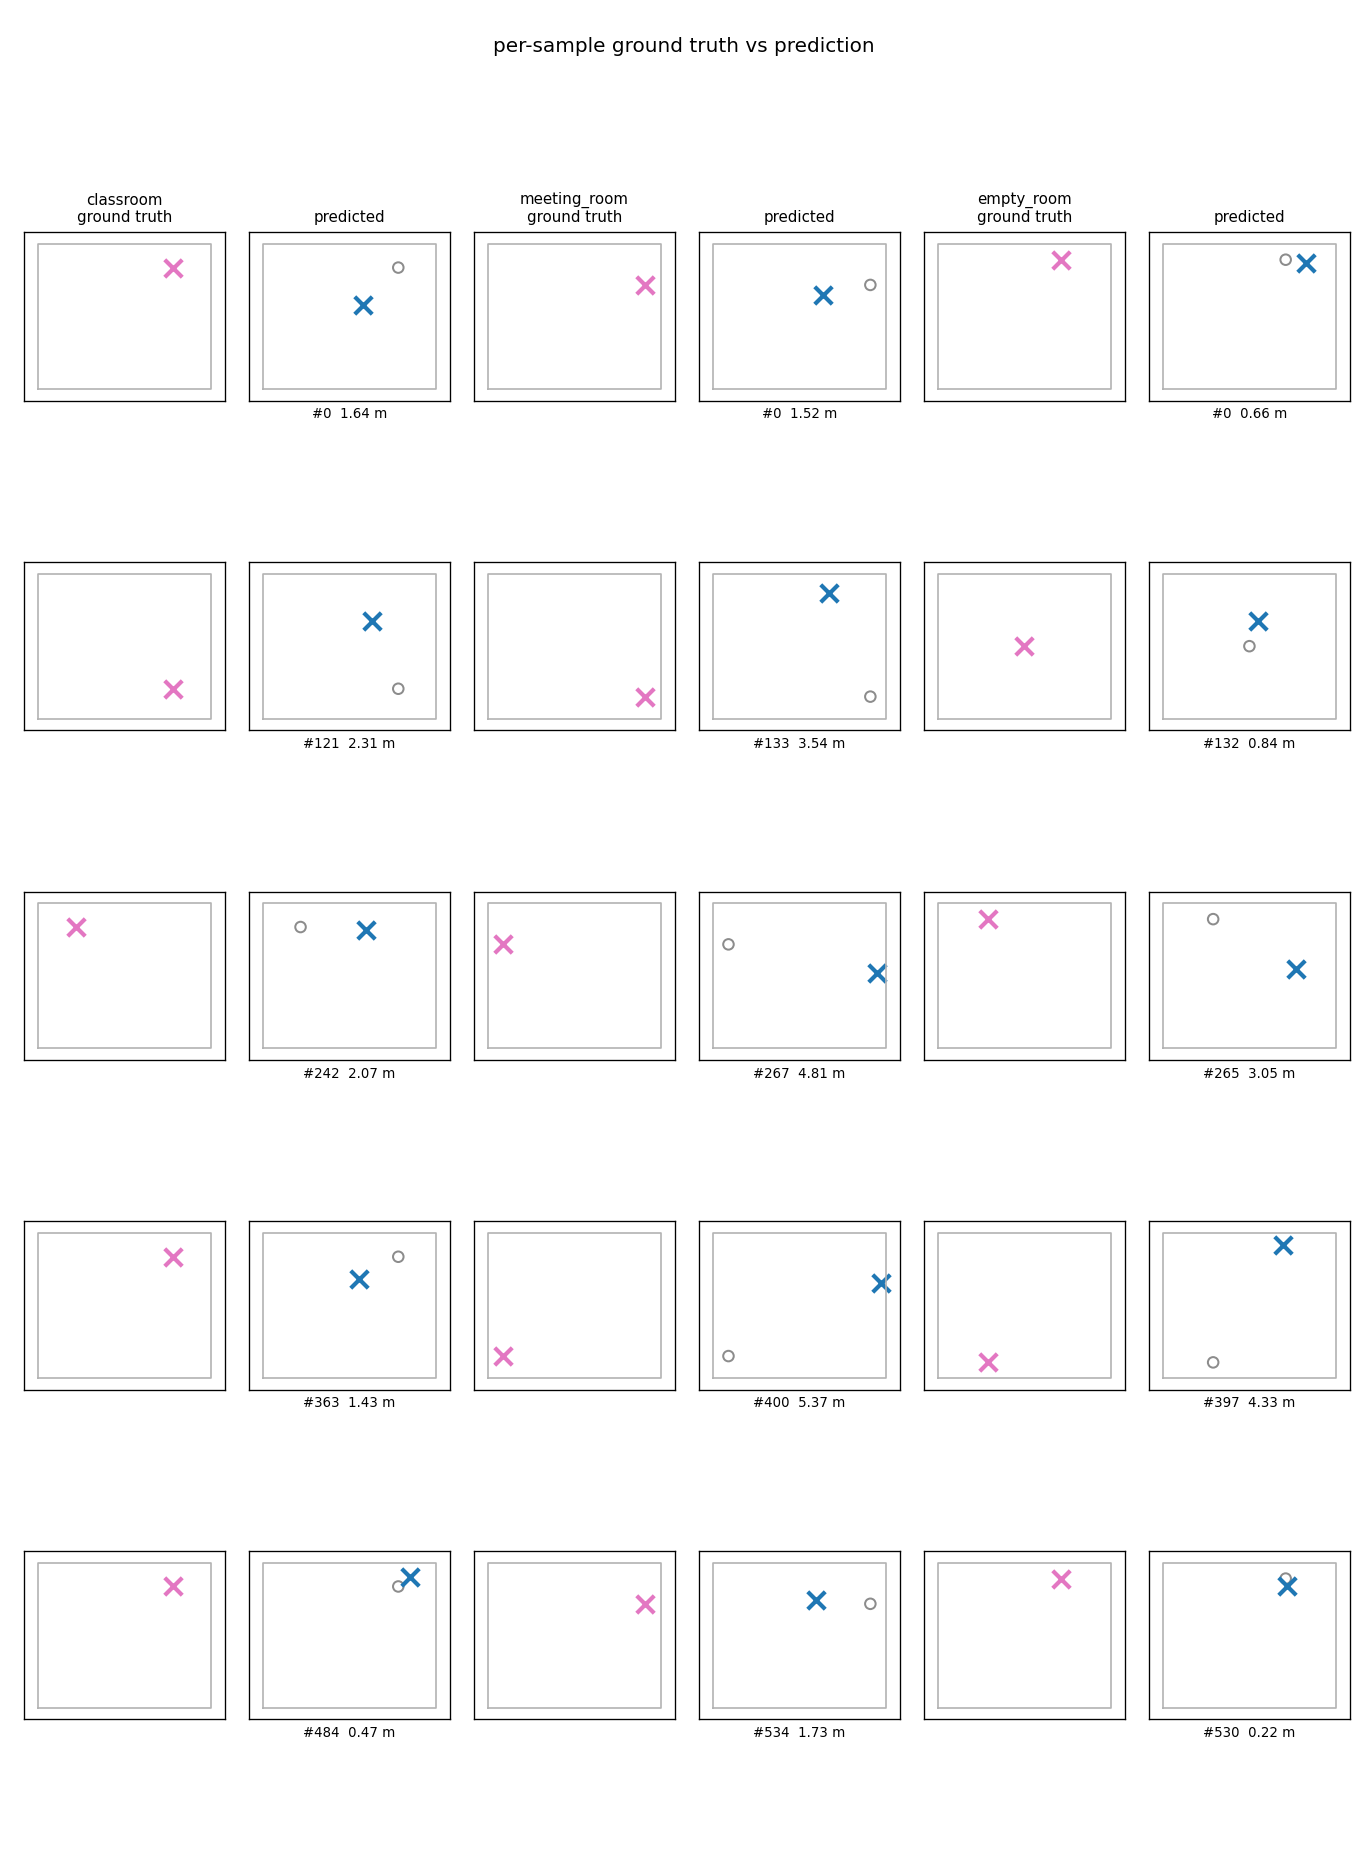 per-sample ground truth vs prediction
classroom
ground truth
predicted
meeting_room
ground truth
predicted
empty_room
ground truth
predicted
#0  1.64 m
#0  1.52 m
#0  0.66 m
#121  2.31 m
#133  3.54 m
#132  0.84 m
#242  2.07 m
#267  4.81 m
#265  3.05 m
#363  1.43 m
#400  5.37 m
#397  4.33 m
#484  0.47 m
#534  1.73 m
#530  0.22 m